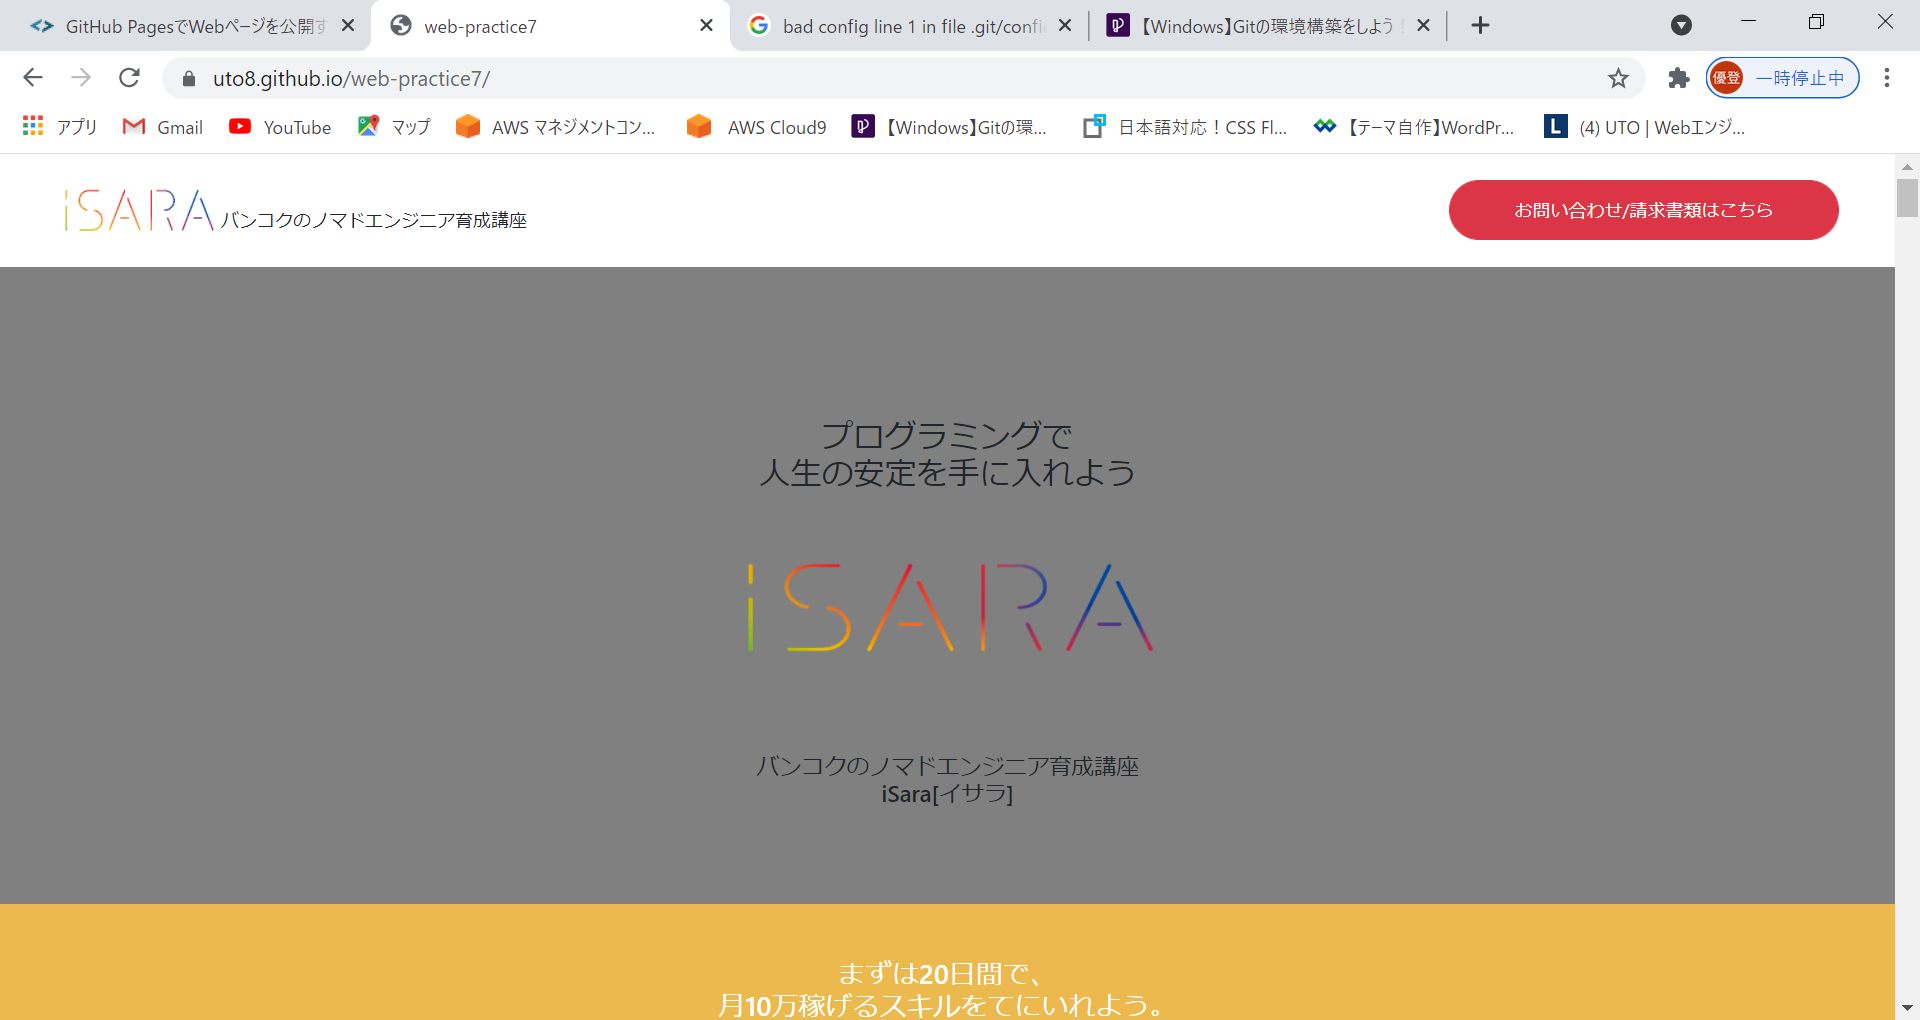 GitHub PagesでWebページを公開す
web-practice7
bad config line 1 in file .git/confi
【Windows】Gitの環境構築をしよう！
uto8.github.io/web-practice7/
優登
一時停止中
アプリ
Gmail
YouTube
マップ
AWS マネジメントコン...
AWS Cloud9
【Windows】Gitの環...
日本語対応！CSS Fl...
【テーマ自作】WordPr...
(4) UTO | Webエンジ...
iSARA バンコクのノマドエンジニア育成講座
お問い合わせ/請求書類はこちら
プログラミングで
人生の安定を手に入れよう
iSARA
バンコクのノマドエンジニア育成講座
iSara[イサラ]
まずは20日間で、
月10万稼げるスキルをてにいれよう。